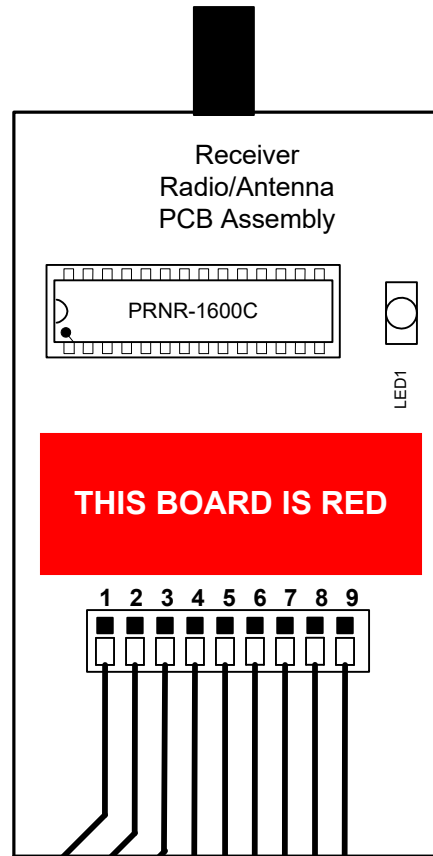 Receiver
Radio/Antenna
PCB Assembly
PRNR-1600C
LED1
THIS BOARD IS RED
1 2 3 4 5 6 7 8 9